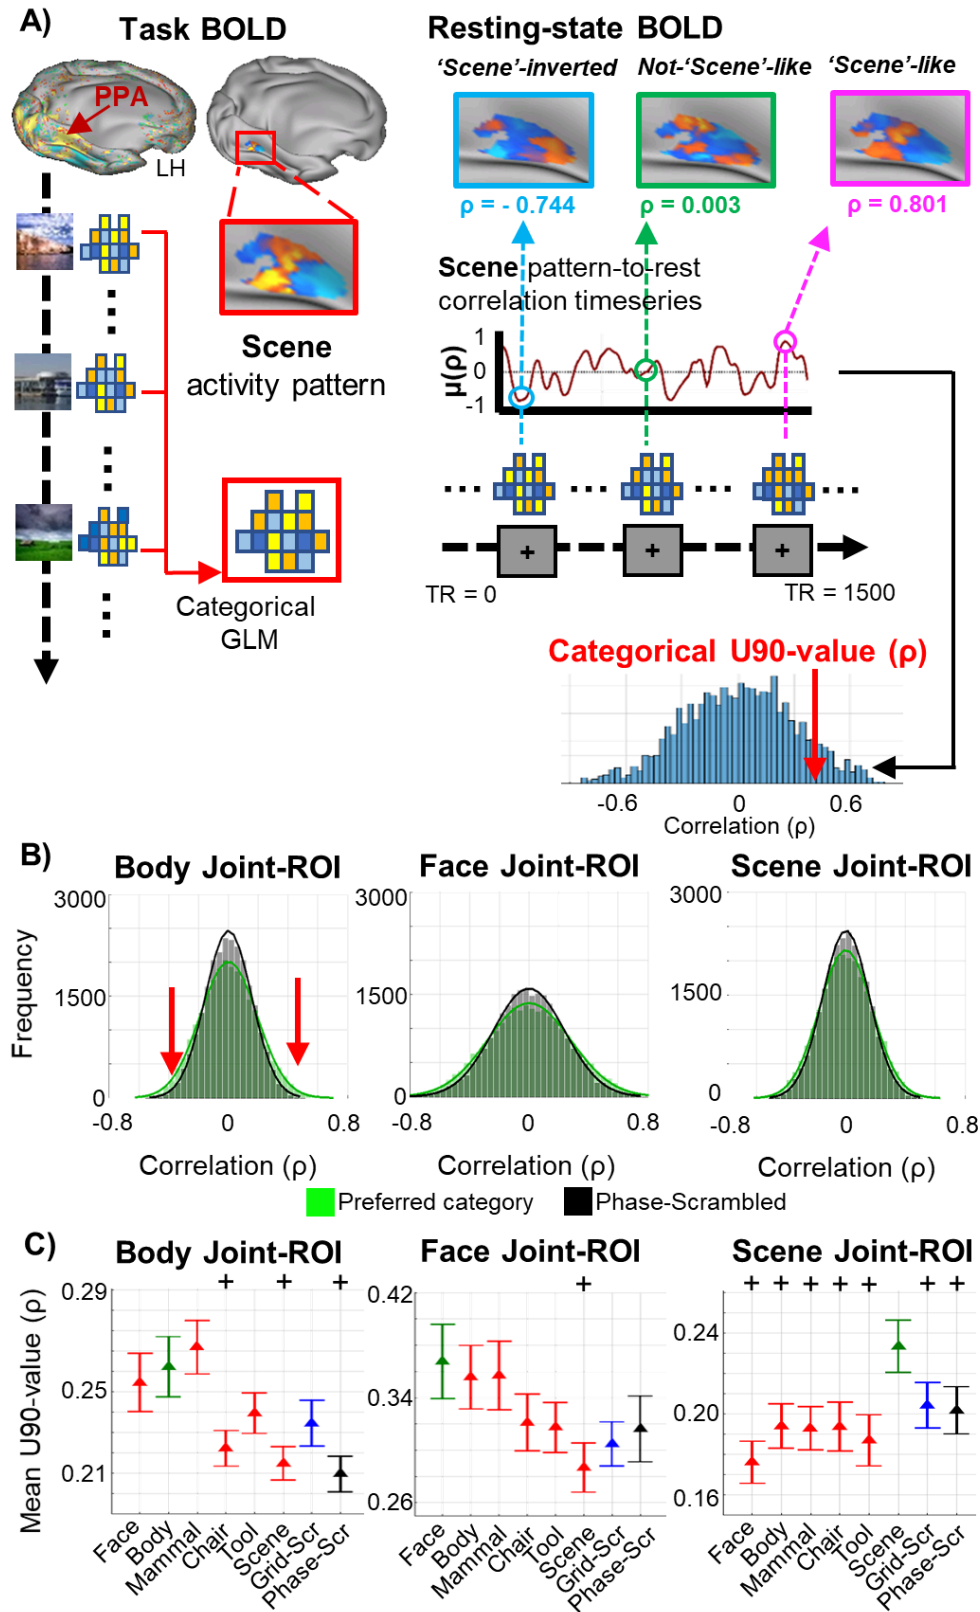 A)
Task BOLD
Resting-state BOLD
'Scene'-inverted
Not-'Scene'-like
'Scene'-like
PPA
LH
ρ = - 0.744
ρ = 0.003
ρ = 0.801
Scene pattern-to-rest
correlation timeseries
Scene
activity pattern
1
0
-1
μ(ρ)
Categorical
GLM
+
+
+
TR = 0
TR = 1500
Categorical U90-value (ρ)
-0.6
0
0.6
Correlation (ρ)
B)
Body Joint-ROI
Face Joint-ROI
Scene Joint-ROI
Frequency
3000
1500
0
-0.8
0
0.8
3000
1500
0
-0.8
0
0.8
3000
1500
0
-0.8
0
0.8
Correlation (ρ)
Correlation (ρ)
Correlation (ρ)
Preferred category
Phase-Scrambled
C)
Body Joint-ROI
Face Joint-ROI
Scene Joint-ROI
Mean U90-value (ρ)
+ + +
+
+ + + + + + +
0.29
0.25
0.21
0.42
0.34
0.26
0.24
0.20
0.16
Face
Body
Mammal
Chair
Tool
Scene
Grid-Scr
Phase-Scr
Face
Body
Mammal
Chair
Tool
Scene
Grid-Scr
Phase-Scr
Face
Body
Mammal
Chair
Tool
Scene
Grid-Scr
Phase-Scr